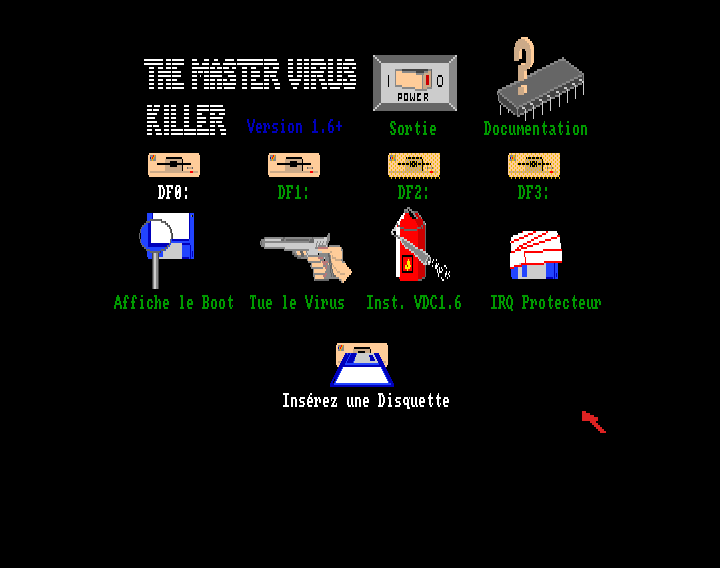 THE MASTER VIRUS
KILLER
Version 1.6+
I O
POWER
Sortie
Documentation
DF0: DF1: DF2: DF3:
Affiche le Boot Tue le Virus Inst. VDC1.6 IRQ Protecteur
Insérez une Disquette